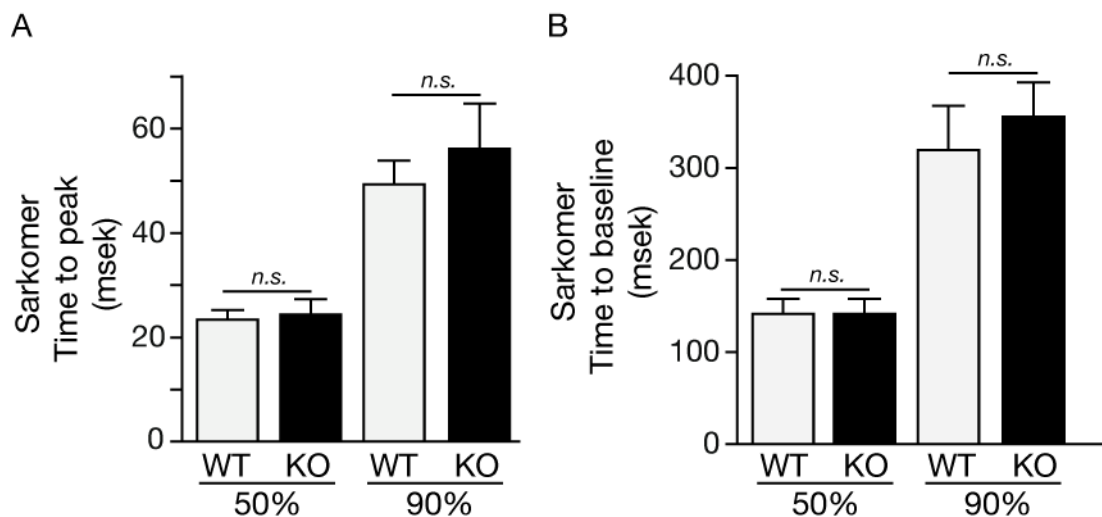 A
Sarkomer
Time to peak
(msek)
60
40
20
0
n.s.
n.s.
WT KO WT KO
50% 90%
B
Sarkomer
Time to baseline
(msek)
400
300
200
100
0
n.s.
n.s.
WT KO WT KO
50% 90%